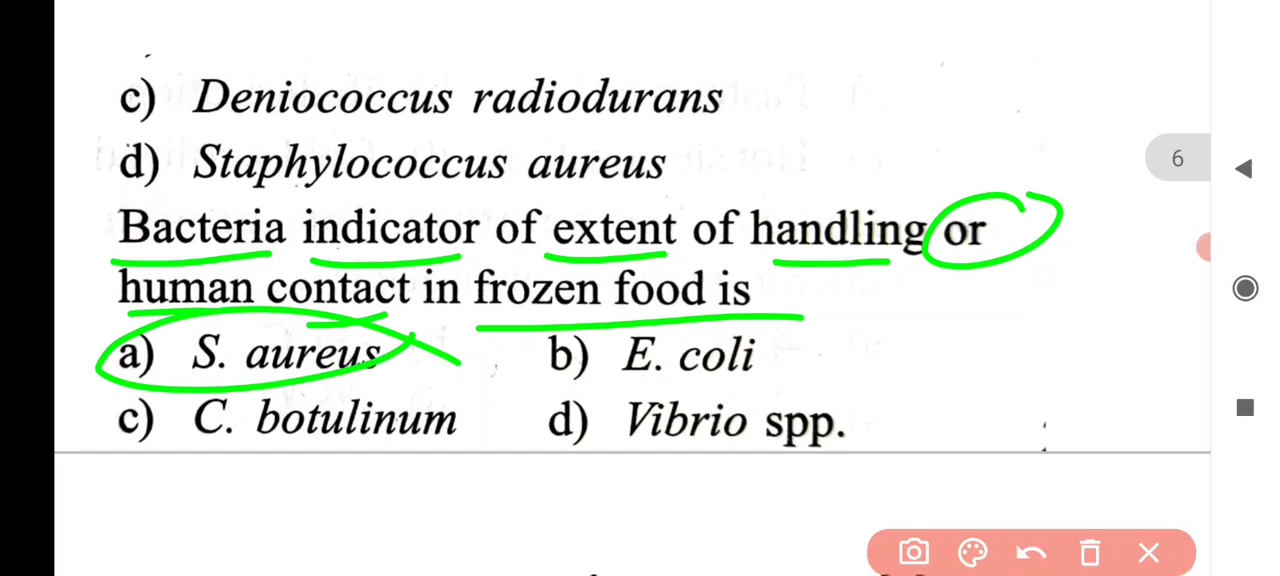 c) Deniococcus radiodurans
d) Staphylococcus aureus
Bacteria indicator of extent of handling or
human contact in frozen food is
a) S. aureus b) E. coli
c) C. botulinum d) Vibrio spp.
6